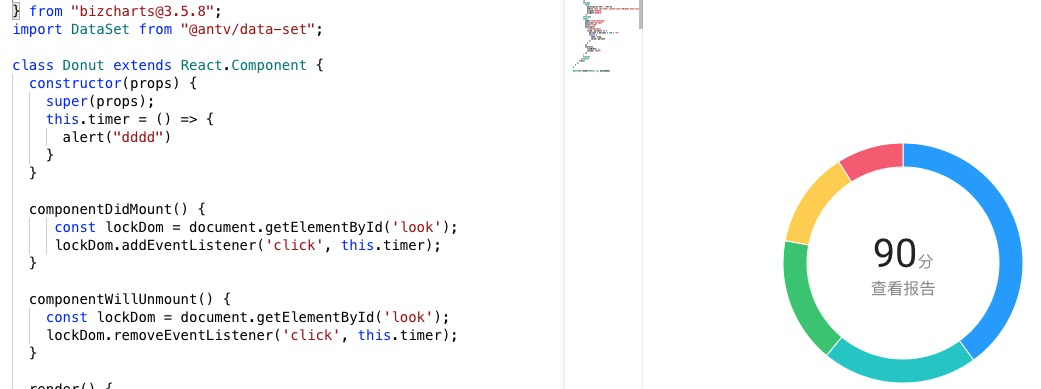 } from "bizcharts@3.5.8";
import DataSet from "@antv/data-set";
class Donut extends React.Component {
constructor(props) {
super(props);
this.timer = () => {
alert("dddd")
}
}
componentDidMount() {
const lockDom = document.getElementById('look');
lockDom.addEventListener('click', this.timer);
}
componentWillUnmount() {
const lockDom = document.getElementById('look');
lockDom.removeEventListener('click', this.timer);
}
render() {
90分
查看报告